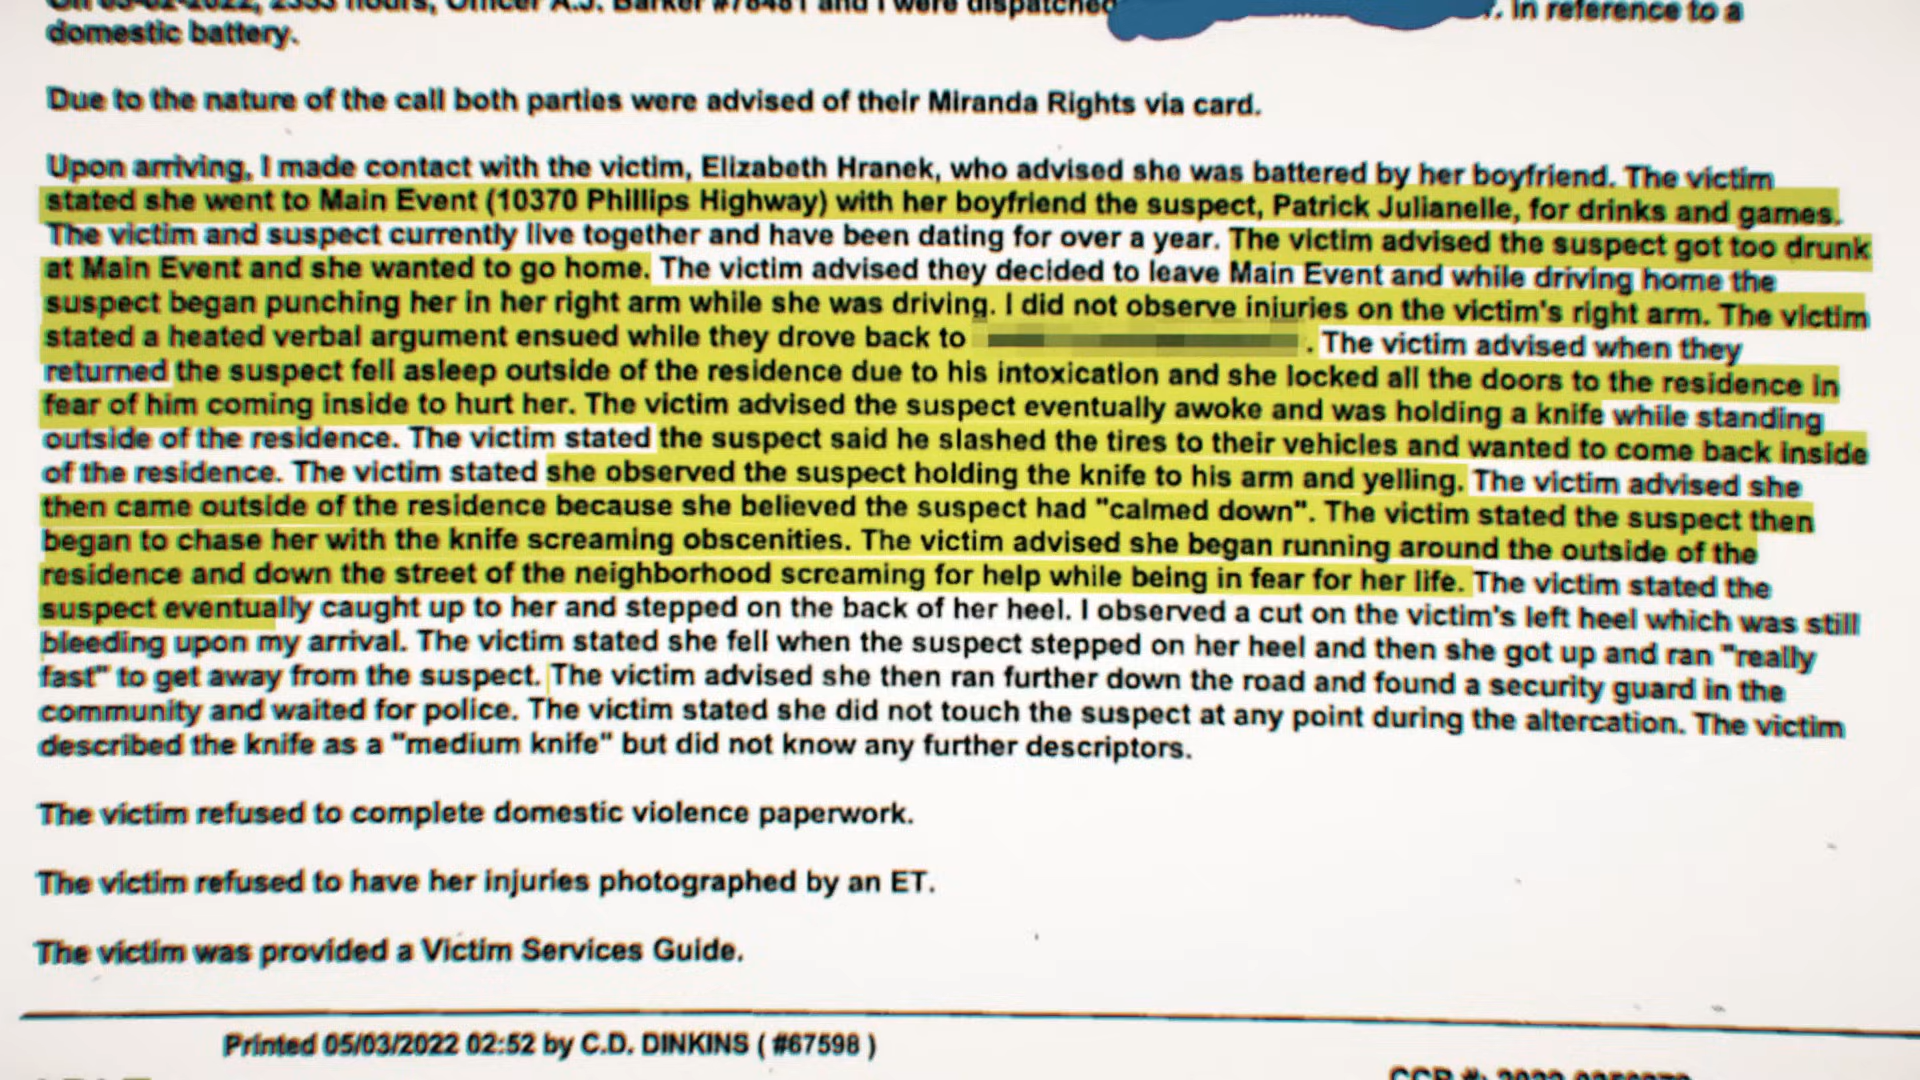 On 05-02-2022, 2353 hours, Officer A.J. Barker #78481 and I were dispatched . In reference to a
domestic battery.
Due to the nature of the call both parties were advised of their Miranda Rights via card.
Upon arriving, I made contact with the victim, Elizabeth Hranek, who advised she was battered by her boyfriend. The victim
stated she went to Main Event (10370 Phillips Highway) with her boyfriend the suspect, Patrick Julianelle, for drinks and games.
The victim and suspect currently live together and have been dating for over a year. The victim advised the suspect got too drunk
at Main Event and she wanted to go home. The victim advised they decided to leave Main Event and while driving home the
suspect began punching her in her right arm while she was driving. I did not observe injuries on the victim's right arm. The victim
stated a heated verbal argument ensued while they drove back to . The victim advised when they
returned the suspect fell asleep outside of the residence due to his intoxication and she locked all the doors to the residence in
fear of him coming inside to hurt her. The victim advised the suspect eventually awoke and was holding a knife while standing
outside of the residence. The victim stated the suspect said he slashed the tires to their vehicles and wanted to come back inside
of the residence. The victim stated she observed the suspect holding the knife to his arm and yelling. The victim advised she
then came outside of the residence because she believed the suspect had "calmed down". The victim stated the suspect then
began to chase her with the knife screaming obscenities. The victim advised she began running around the outside of the
residence and down the street of the neighborhood screaming for help while being in fear for her life. The victim stated the
suspect eventually caught up to her and stepped on the back of her heel. I observed a cut on the victim's left heel which was still
bleeding upon my arrival. The victim stated she fell when the suspect stepped on her heel and then she got up and ran "really
fast" to get away from the suspect. The victim advised she then ran further down the road and found a security guard in the
community and waited for police. The victim stated she did not touch the suspect at any point during the altercation. The victim
described the knife as a "medium knife" but did not know any further descriptors.
The victim refused to complete domestic violence paperwork.
The victim refused to have her injuries photographed by an ET.
The victim was provided a Victim Services Guide.
Printed 05/03/2022 02:52 by C.D. DINKINS ( #67598 )
CCR #: